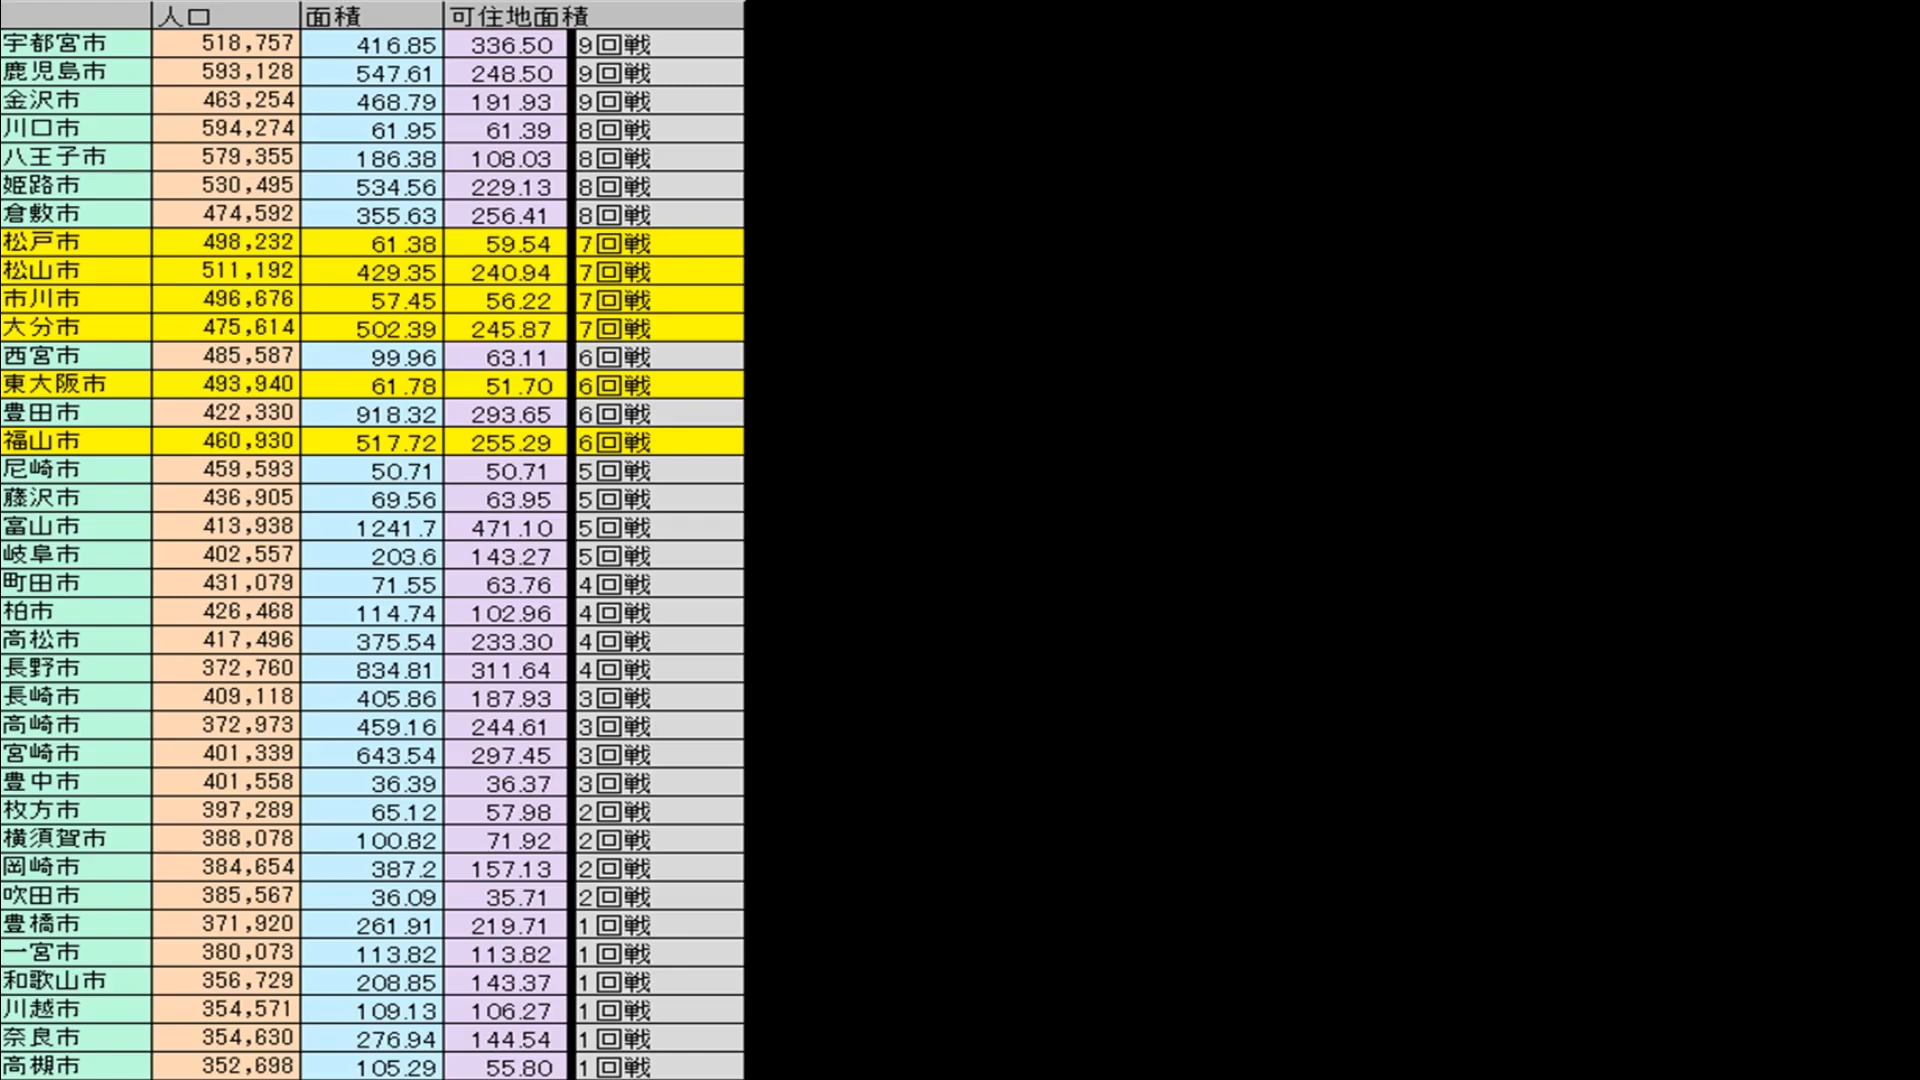 人口 面積 可住地面積
宇都宮市 518,757 416.85 336.50 9回戦
鹿児島市 593,128 547.61 248.50 9回戦
金沢市 463,254 468.79 191.93 9回戦
川口市 594,274 61.95 61.39 8回戦
八王子市 579,355 186.38 108.03 8回戦
姫路市 530,495 534.56 229.13 8回戦
倉敷市 474,592 355.63 256.41 8回戦
松戸市 498,232 61.38 59.54 7回戦
松山市 511,192 429.35 240.94 7回戦
市川市 496,676 57.45 56.22 7回戦
大分市 475,614 502.39 245.87 7回戦
西宮市 485,587 99.96 63.11 6回戦
東大阪市 493,940 61.78 51.70 6回戦
豊田市 422,330 918.32 293.65 6回戦
福山市 460,930 517.72 255.29 6回戦
尼崎市 459,593 50.71 50.71 5回戦
藤沢市 436,905 69.56 63.95 5回戦
富山市 413,938 1241.7 471.10 5回戦
岐阜市 402,557 203.6 143.27 5回戦
町田市 431,079 71.55 63.76 4回戦
柏市 426,468 114.74 102.96 4回戦
高松市 417,496 375.54 233.30 4回戦
長野市 372,760 834.81 311.64 4回戦
長崎市 409,118 405.86 187.93 3回戦
高崎市 372,973 459.16 244.61 3回戦
宮崎市 401,339 643.54 297.45 3回戦
豊中市 401,558 36.39 36.37 3回戦
枚方市 397,289 65.12 57.98 2回戦
横須賀市 388,078 100.82 71.92 2回戦
岡崎市 384,654 387.2 157.13 2回戦
吹田市 385,567 36.09 35.71 2回戦
豊橋市 371,920 261.91 219.71 1回戦
一宮市 380,073 113.82 113.82 1回戦
和歌山市 356,729 208.85 143.37 1回戦
川越市 354,571 109.13 106.27 1回戦
奈良市 354,630 276.94 144.54 1回戦
高槻市 352,698 105.29 55.80 1回戦